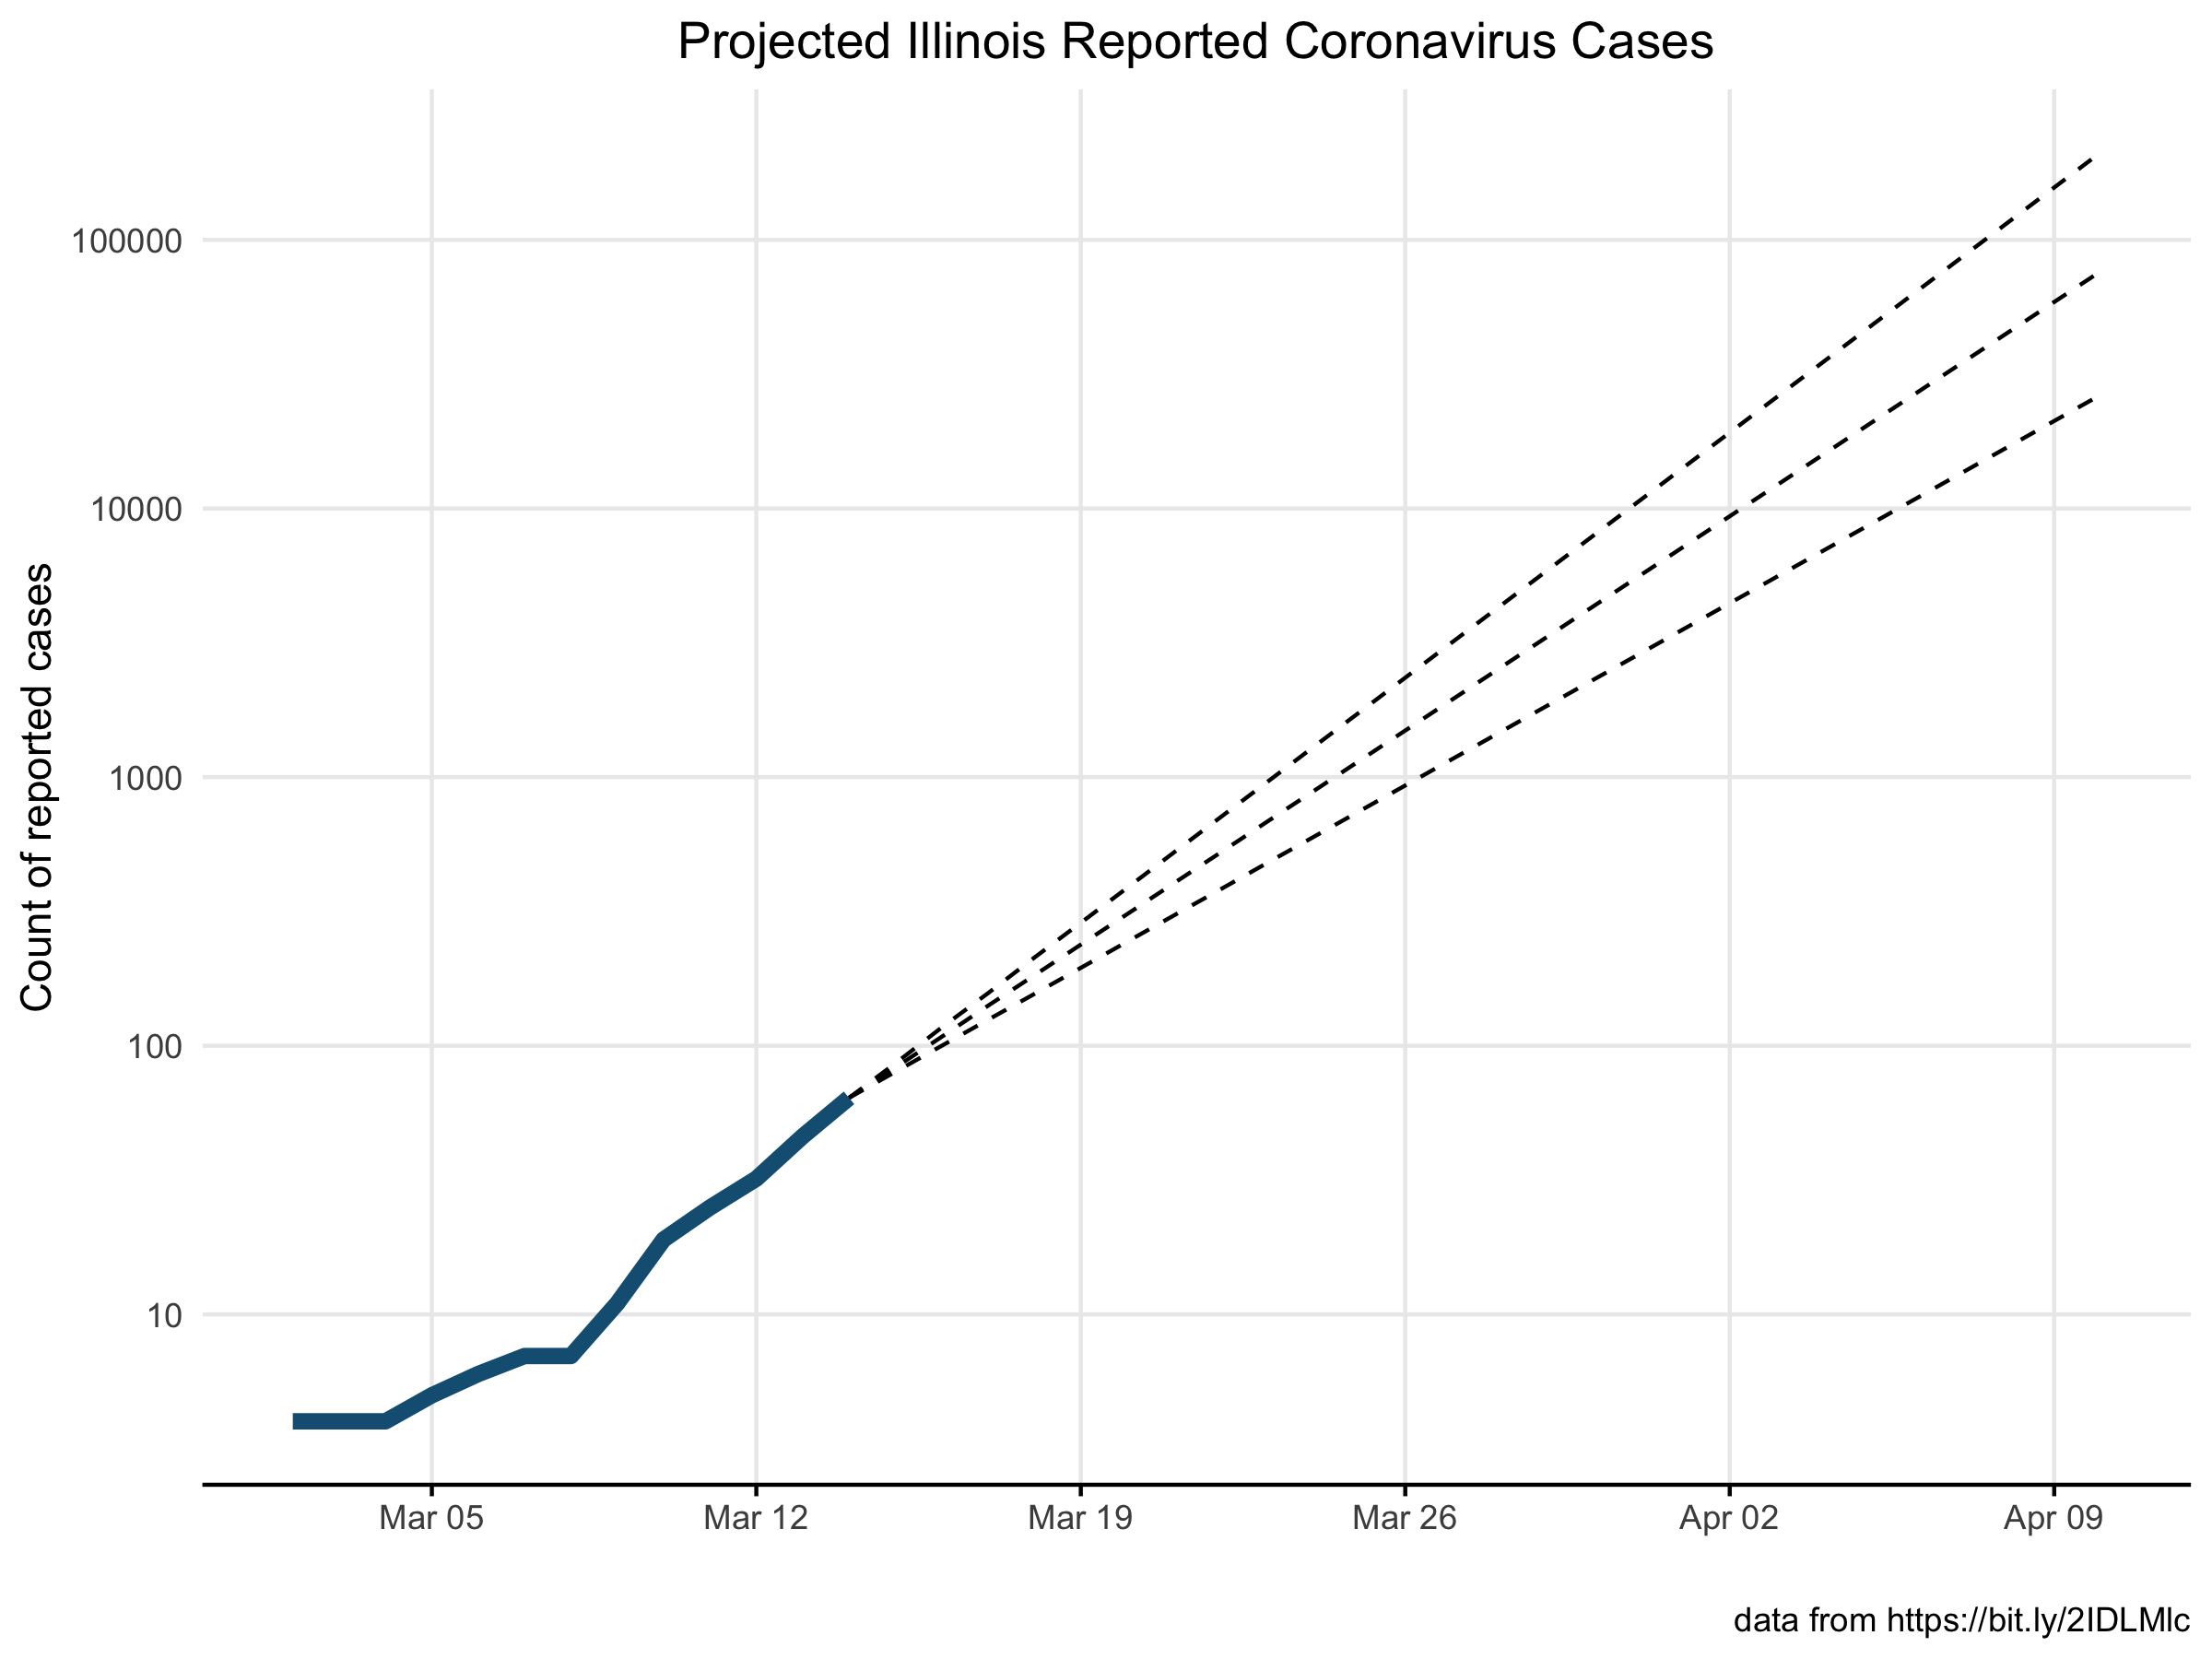 Projected Illinois Reported Coronavirus Cases
Count of reported cases
100000
10000
1000
100
10
Mar 05
Mar 12
Mar 19
Mar 26
Apr 02
Apr 09
data from https://bit.ly/2IDLMlc